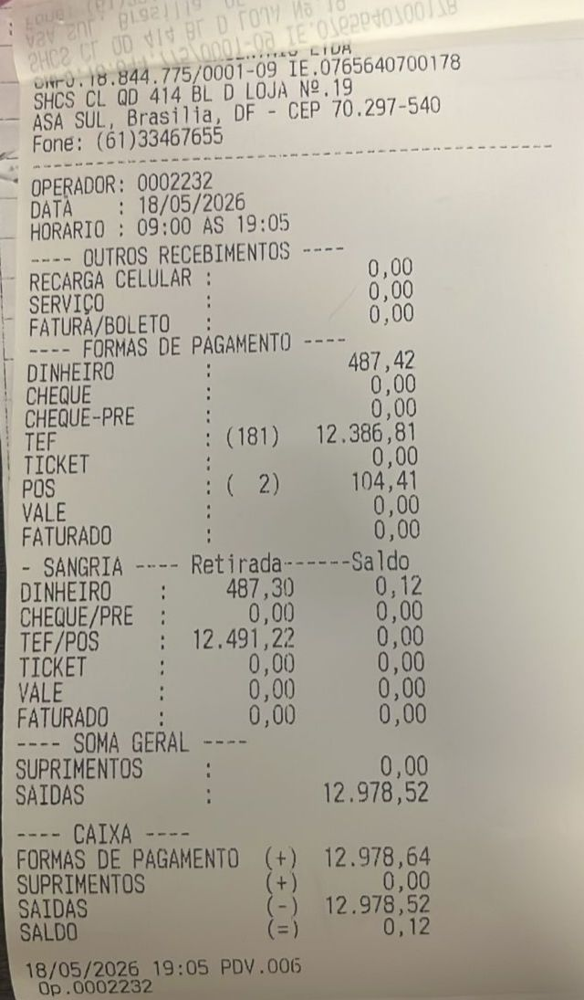 LTDA
CNPJ.18.844.775/0001-09 IE.0765640700178
SHCS CL QD 414 BL D LOJA Nº.19
ASA SUL, Brasilia, DF - CEP 70.297-540
Fone: (61)33467655
------------------------------------------------
OPERADOR: 0002232
DATA : 18/05/2026
HORARIO : 09:00 AS 19:05
---- OUTROS RECEBIMENTOS ----
RECARGA CELULAR : 0,00
SERVIÇO : 0,00
FATURA/BOLETO : 0,00
---- FORMAS DE PAGAMENTO ----
DINHEIRO : 487,42
CHEQUE : 0,00
CHEQUE-PRE : 0,00
TEF : (181) 12.386,81
TICKET : 0,00
POS : ( 2) 104,41
VALE : 0,00
FATURADO : 0,00
- SANGRIA ---- Retirada------Saldo
DINHEIRO : 487,30 0,12
CHEQUE/PRE : 0,00 0,00
TEF/POS : 12.491,22 0,00
TICKET : 0,00 0,00
VALE : 0,00 0,00
FATURADO : 0,00 0,00
---- SOMA GERAL ----
SUPRIMENTOS : 0,00
SAIDAS : 12.978,52
---- CAIXA ----
FORMAS DE PAGAMENTO (+) 12.978,64
SUPRIMENTOS (+) 0,00
SAIDAS (-) 12.978,52
SALDO (=) 0,12
18/05/2026 19:05 PDV.006
Op.0002232